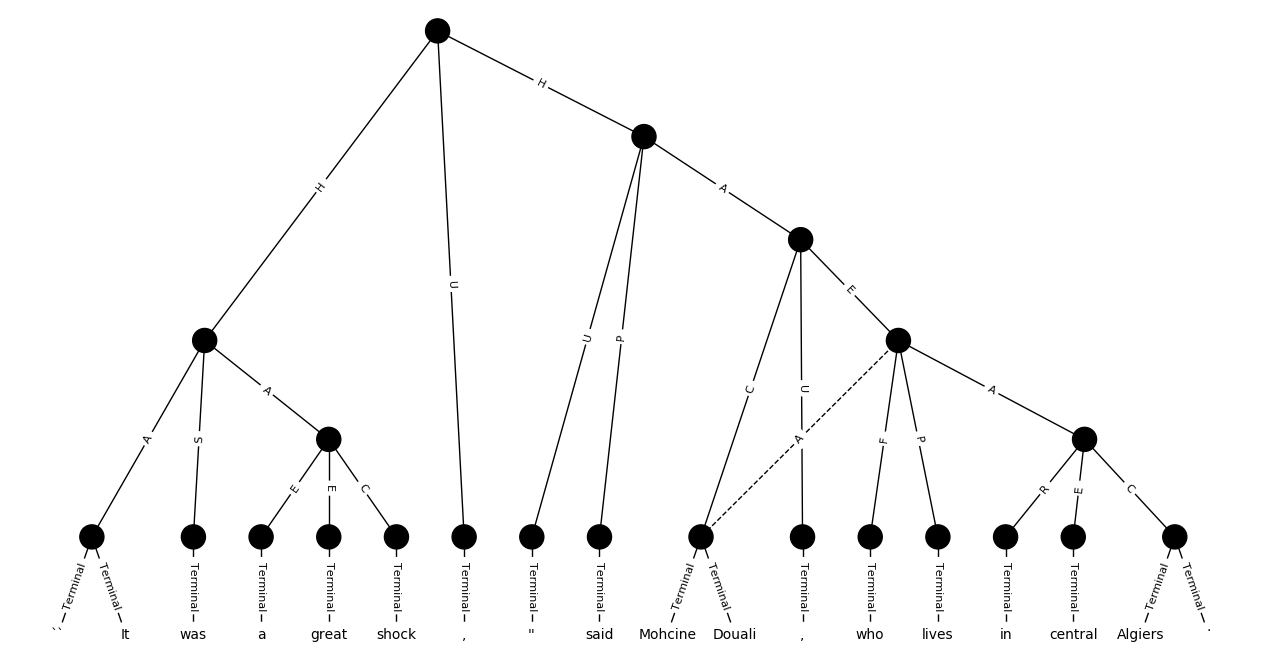 H
H
A
U
E
H
U
P
C
U
A
A
A
A
S
A
F
P
E
E
C
R
E
C
Terminal Terminal Terminal Terminal Terminal Terminal Terminal Terminal Terminal Terminal Terminal Terminal Terminal Terminal Terminal Terminal Terminal Terminal
`` It was a great shock , " said Mohcine Douali , who lives in central Algiers .